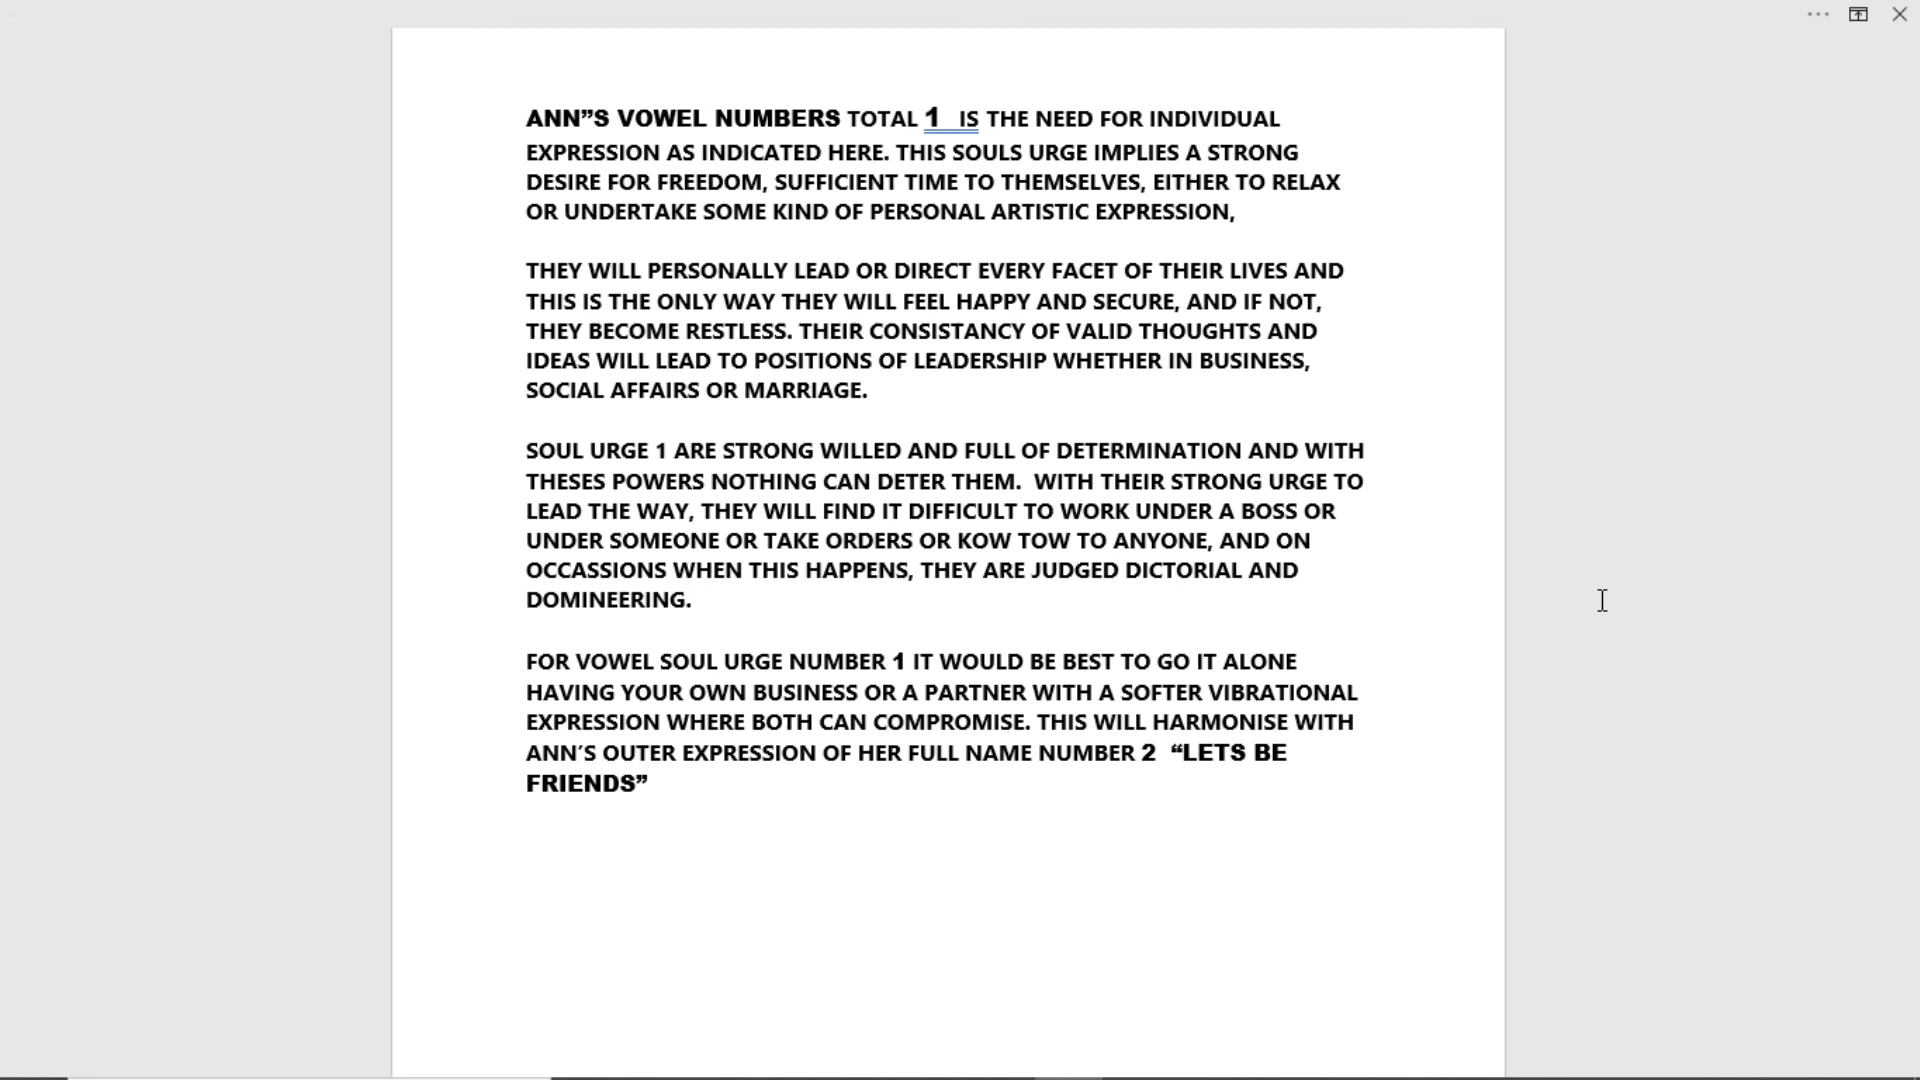 ANN”S VOWEL NUMBERS TOTAL 1 IS THE NEED FOR INDIVIDUAL
EXPRESSION AS INDICATED HERE. THIS SOULS URGE IMPLIES A STRONG
DESIRE FOR FREEDOM, SUFFICIENT TIME TO THEMSELVES, EITHER TO RELAX
OR UNDERTAKE SOME KIND OF PERSONAL ARTISTIC EXPRESSION,
THEY WILL PERSONALLY LEAD OR DIRECT EVERY FACET OF THEIR LIVES AND
THIS IS THE ONLY WAY THEY WILL FEEL HAPPY AND SECURE, AND IF NOT,
THEY BECOME RESTLESS. THEIR CONSISTANCY OF VALID THOUGHTS AND
IDEAS WILL LEAD TO POSITIONS OF LEADERSHIP WHETHER IN BUSINESS,
SOCIAL AFFAIRS OR MARRIAGE.
SOUL URGE 1 ARE STRONG WILLED AND FULL OF DETERMINATION AND WITH
THESES POWERS NOTHING CAN DETER THEM.  WITH THEIR STRONG URGE TO
LEAD THE WAY, THEY WILL FIND IT DIFFICULT TO WORK UNDER A BOSS OR
UNDER SOMEONE OR TAKE ORDERS OR KOW TOW TO ANYONE, AND ON
OCCASSIONS WHEN THIS HAPPENS, THEY ARE JUDGED DICTORIAL AND
DOMINEERING.
FOR VOWEL SOUL URGE NUMBER 1 IT WOULD BE BEST TO GO IT ALONE
HAVING YOUR OWN BUSINESS OR A PARTNER WITH A SOFTER VIBRATIONAL
EXPRESSION WHERE BOTH CAN COMPROMISE. THIS WILL HARMONISE WITH
ANN’S OUTER EXPRESSION OF HER FULL NAME NUMBER 2  “LETS BE
FRIENDS”